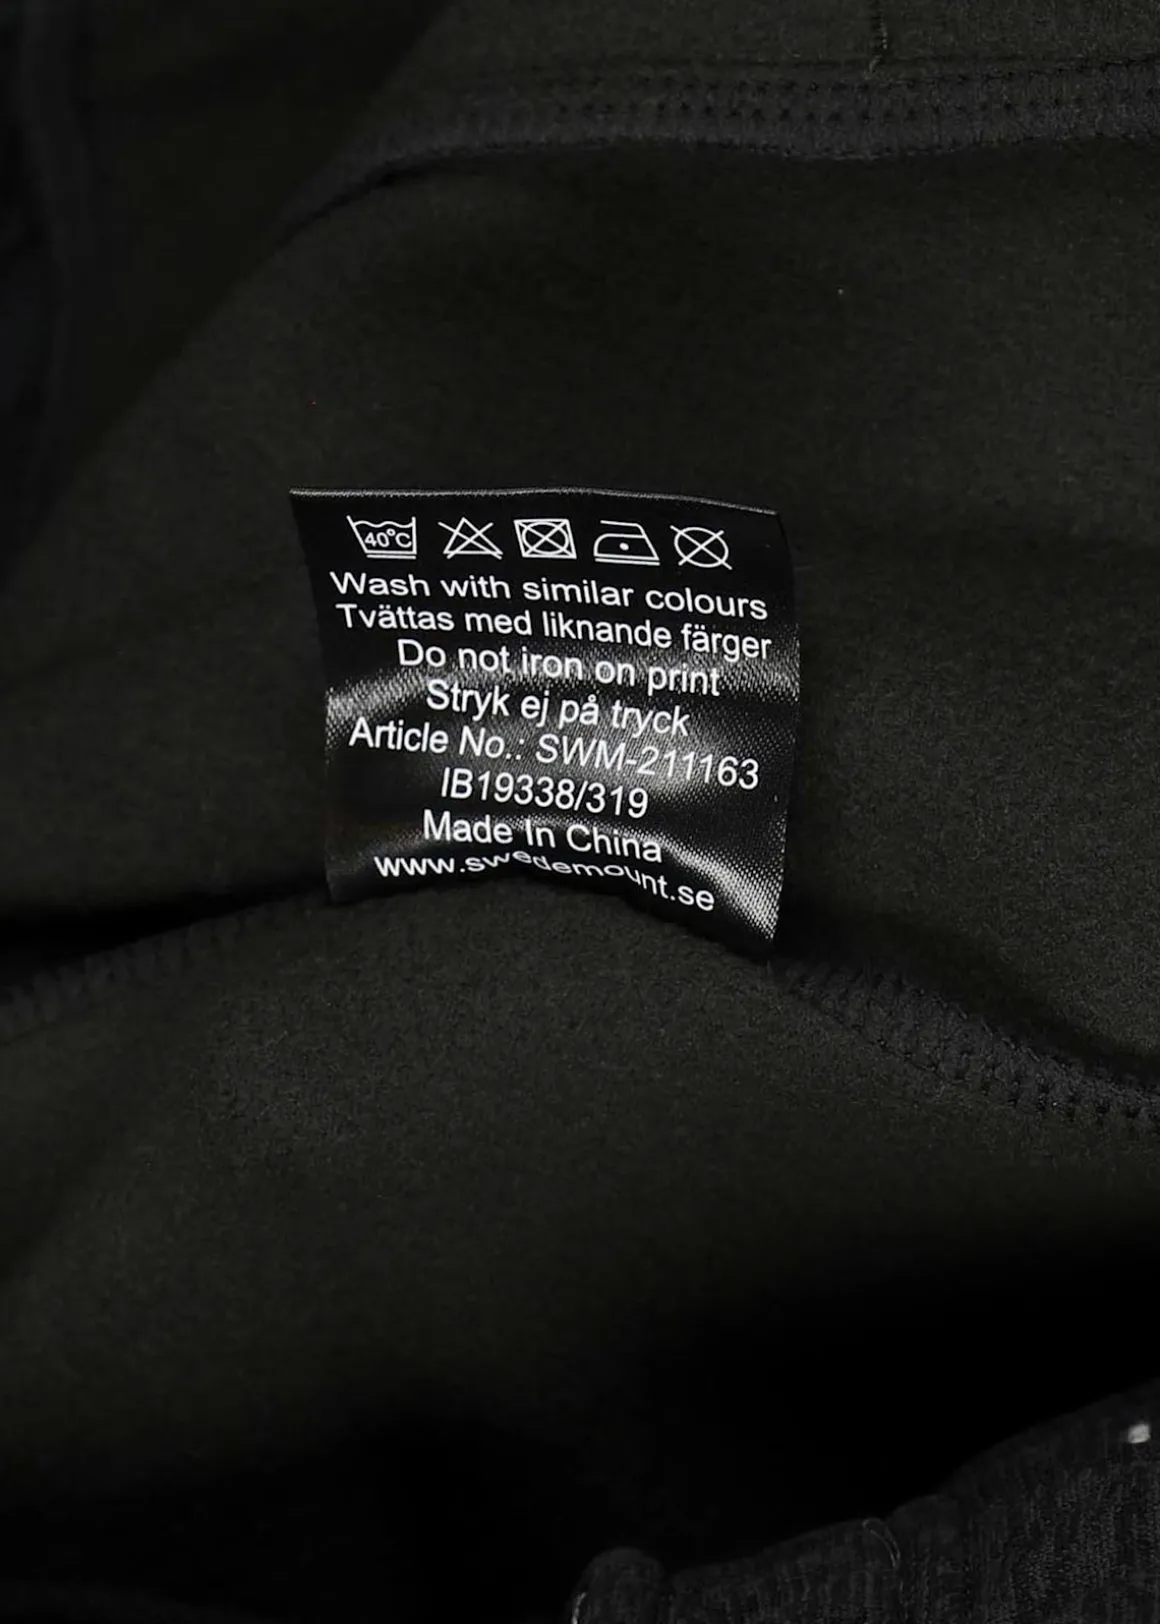 40°C
Wash with similar colours
Tvättas med liknande färger
Do not iron on print
Stryk ej på tryck
Article No.: SWM-211163
IB19338/319
Made In China
www.swedemount.se